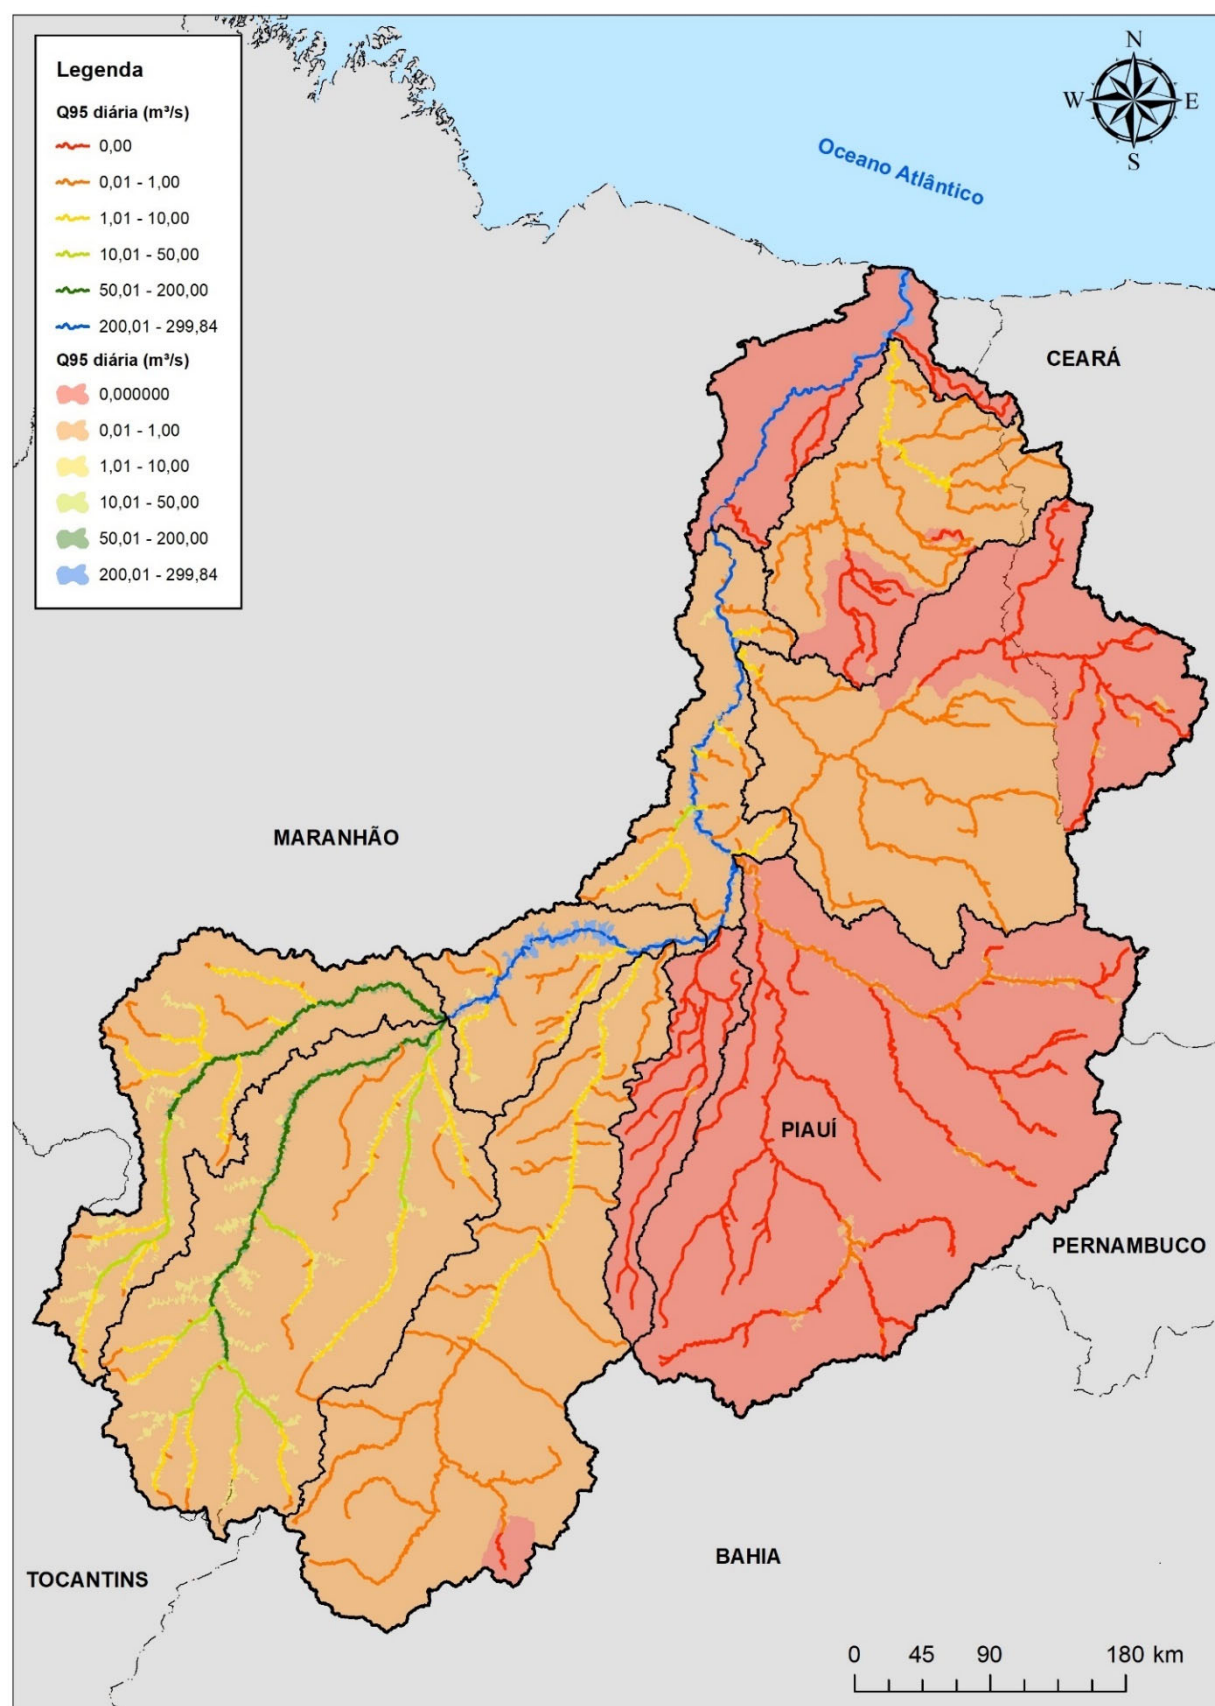 Legenda
Q95 diária (m³/s)
0,00
0,01 - 1,00
1,01 - 10,00
10,01 - 50,00
50,01 - 200,00
200,01 - 299,84
Q95 diária (m³/s)
0,000000
0,01 - 1,00
1,01 - 10,00
10,01 - 50,00
50,01 - 200,00
200,01 - 299,84
N
W E
S
Oceano Atlântico
CEARÁ
MARANHÃO
PIAUÍ
PERNAMBUCO
BAHIA
TOCANTINS
0 45 90 180 km